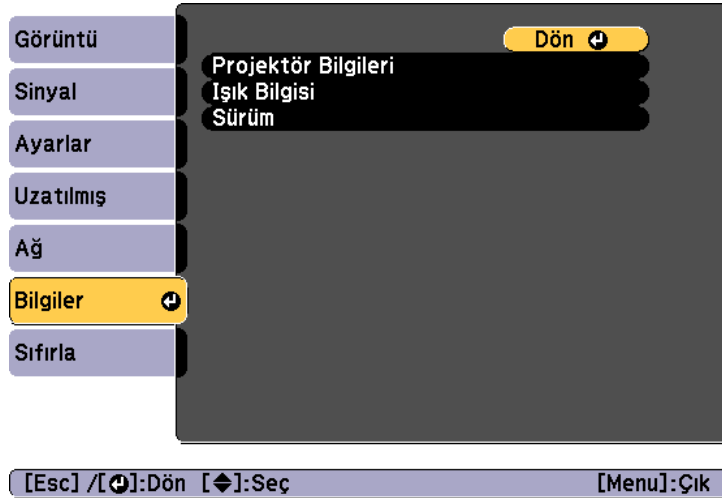 Görüntü
Sinyal
Ayarlar
Uzatılmış
Ağ
Bilgiler
Sıfırla
Dön
Projektör Bilgileri
Işık Bilgisi
Sürüm
[Esc] /[⏎]:Dön [◆]:Seç [Menu]:Çık